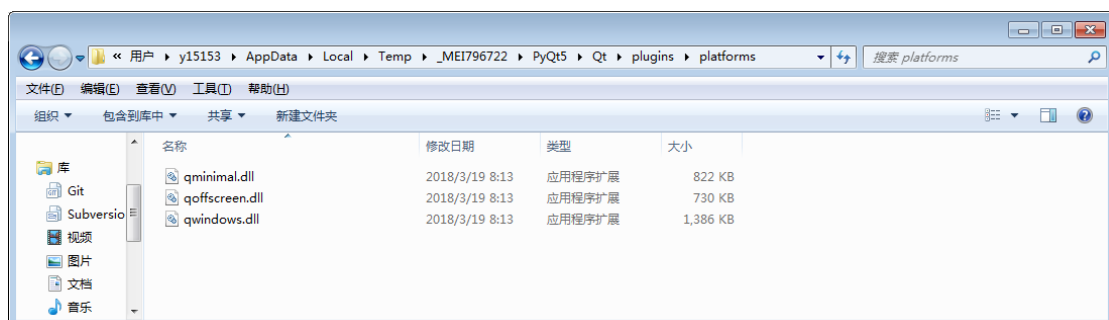 « 用户 ▸ y15153 ▸ AppData ▸ Local ▸ Temp ▸ _MEI796722 ▸ PyQt5 ▸ Qt ▸ plugins ▸ platforms 搜索 platforms
文件(F) 编辑(E) 查看(V) 工具(T) 帮助(H)
组织 包含到库中 共享 新建文件夹
名称 修改日期 类型 大小
库
qminimal.dll 2018/3/19 8:13 应用程序扩展 822 KB
Git
qoffscreen.dll 2018/3/19 8:13 应用程序扩展 730 KB
Subversio
qwindows.dll 2018/3/19 8:13 应用程序扩展 1,386 KB
视频
图片
文档
音乐